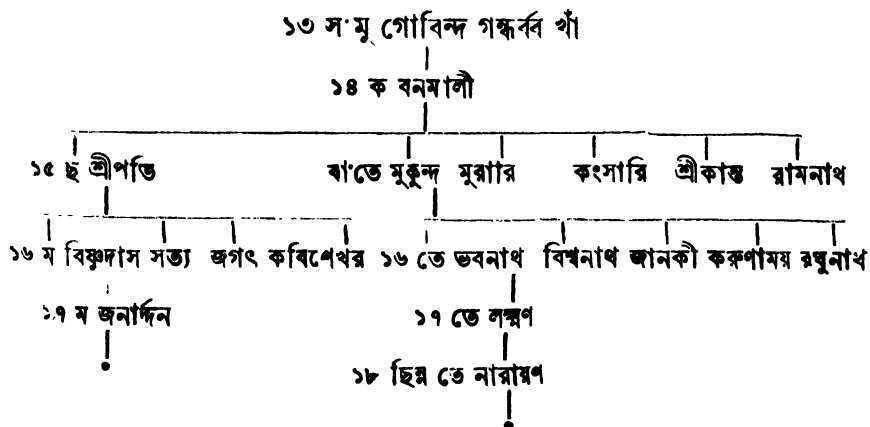 ১৩ স৺মু গোবিন্দ গন্ধর্ব্ব খাঁ
১৪ ক বনমালী
১৫ ছ শ্রীপতি বা৺তে মুকুন্দ মুরারি কংসারি শ্রীকান্ত রামনাথ
১৬ ম বিষ্ণুদাস সত্য জগৎ কবিশেখর ১৬ তে ভবনাথ বিশ্বনাথ জানকী করুণাময় রঘুনাথ
১৭ ম জনার্দ্দন ১৭ তে লক্ষ্মণ
১৮ ছিন্ন তে নারায়ণ